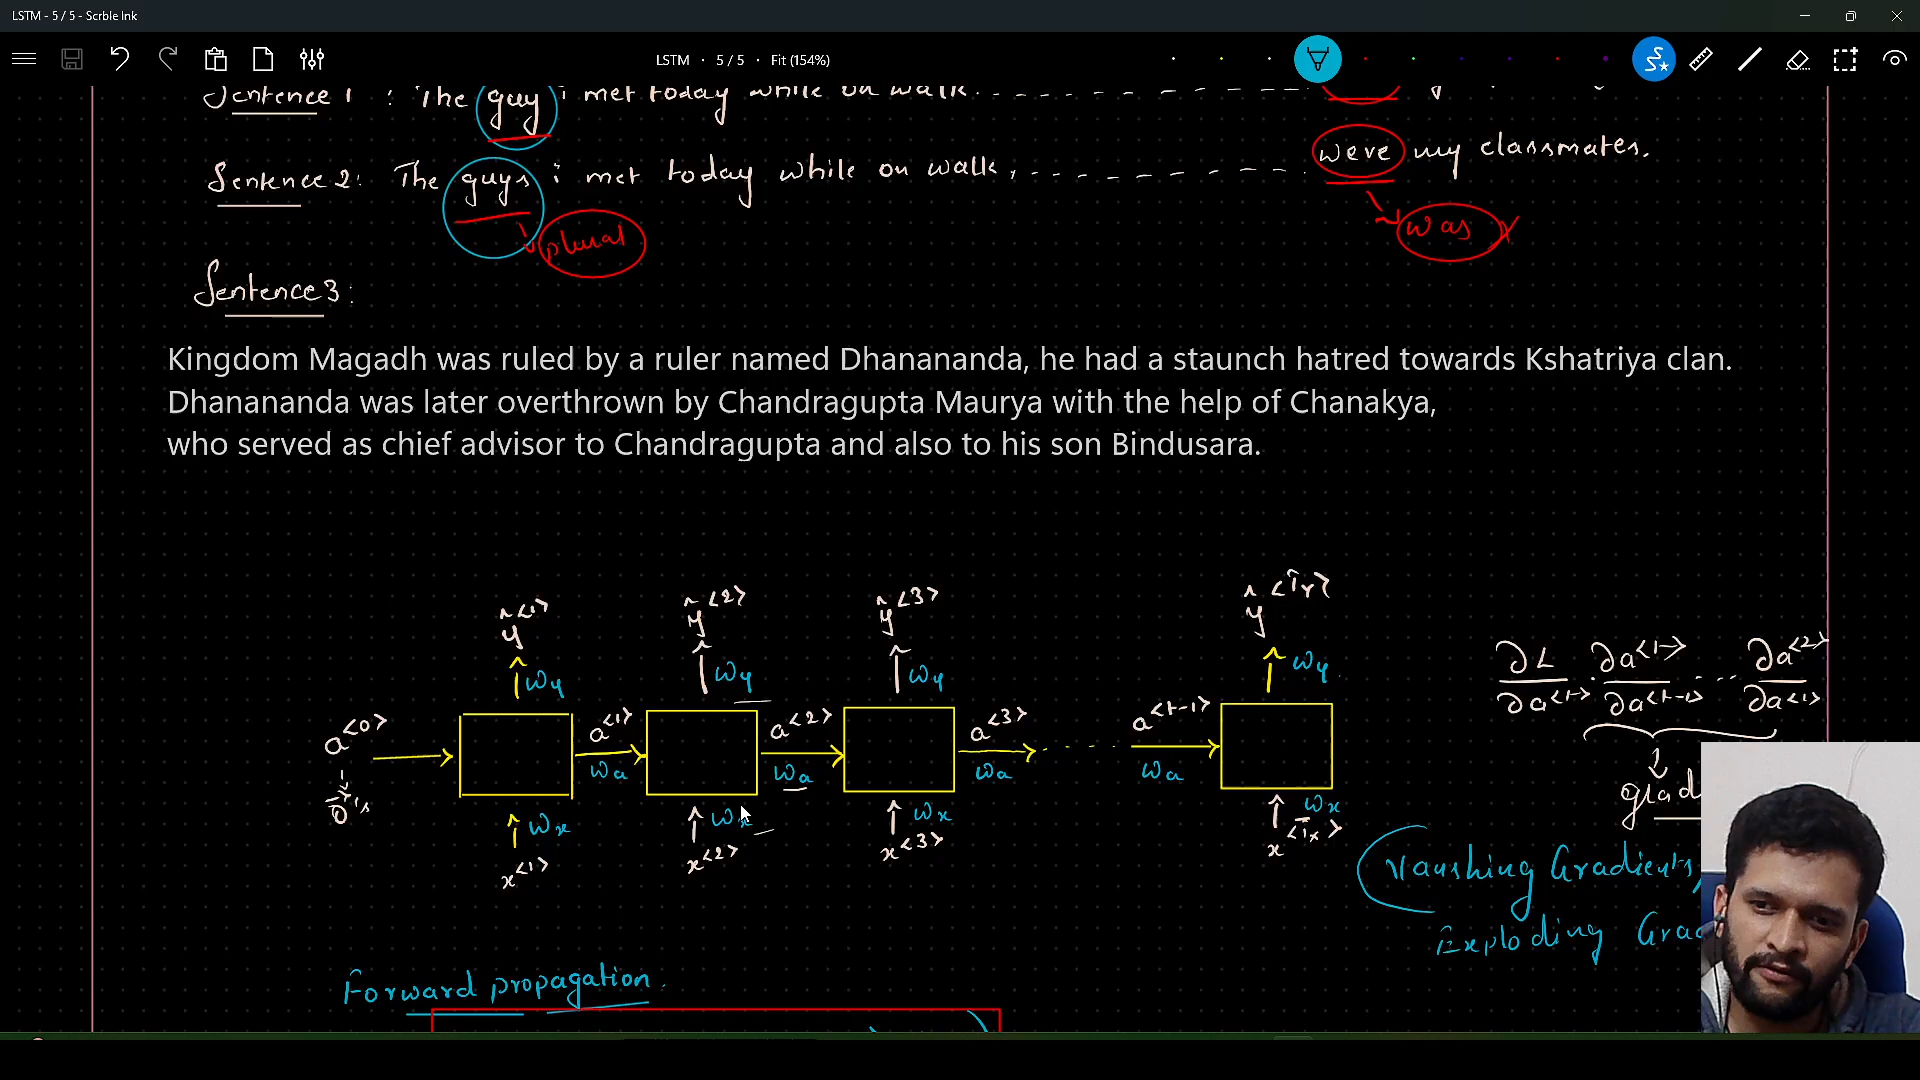 LSTM - 5 / 5 - Scrble Ink
LSTM · 5 / 5 · Fit (154%)
Sentence 1 : The guy i met today while on walk. - - - - - - - - -
Sentence 2: The guys i met today while on walk, - - - - - - - were my classmates.
plural
was
Sentence 3:
Kingdom Magadh was ruled by a ruler named Dhanananda, he had a staunch hatred towards Kshatriya clan.
Dhanananda was later overthrown by Chandragupta Maurya with the help of Chanakya,
who served as chief advisor to Chandragupta and also to his son Bindusara.
ŷ<1> ŷ<2> ŷ<3> ŷ<Ty>
wy wy wy wy
∂L/∂a<t> · ∂a<t>/∂a<t-1> ... ∂a<2>/∂a<1>
a<0> a<1> a<2> a<3> ...... a<t-1>
wa wa wa wa
0's
wx wx wx wx
x<1> x<2> x<3> x<Tx>
grad
Vanshing Gradients,
Exploding Grad
Forward propagation.